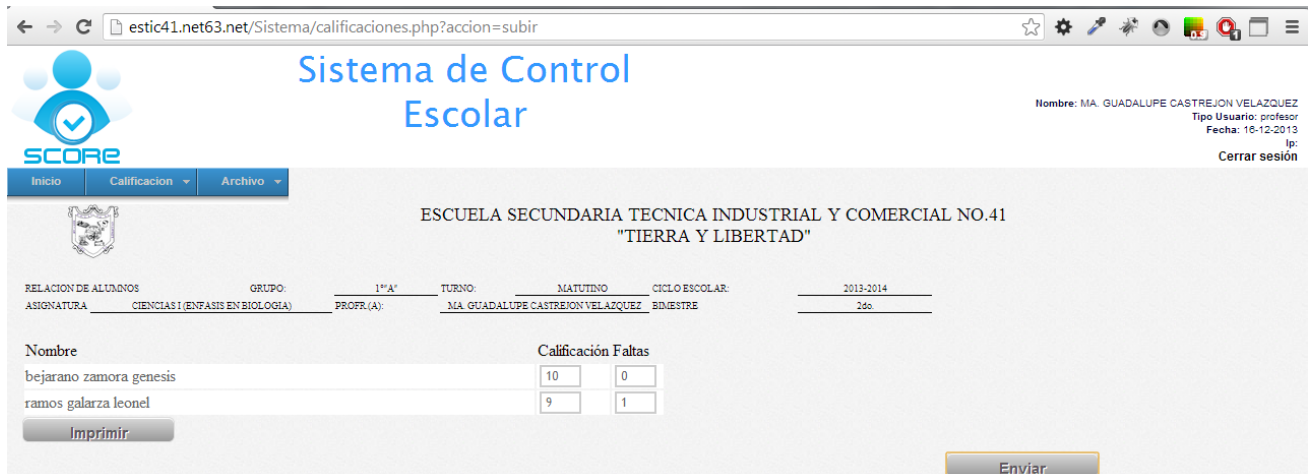 estic41.net63.net/Sistema/calificaciones.php?accion=subir
Sistema de Control
Escolar
Nombre: MA. GUADALUPE CASTREJON VELAZQUEZ
Tipo Usuario: profesor
Fecha: 16-12-2013
Ip:
Cerrar sesión
SCORe
Inicio Calificacion Archivo
ESCUELA SECUNDARIA TECNICA INDUSTRIAL Y COMERCIAL NO.41
"TIERRA Y LIBERTAD"
RELACION DE ALUMNOS GRUPO: 1°"A" TURNO: MATUTINO CICLO ESCOLAR: 2013-2014
ASIGNATURA CIENCIAS I (ENFASIS EN BIOLOGIA) PROFR.(A): MA. GUADALUPE CASTREJON VELAZQUEZ BIMESTRE 2do.
Nombre Calificación Faltas
bejarano zamora genesis 10 0
ramos galarza leonel 9 1
Imprimir
Enviar